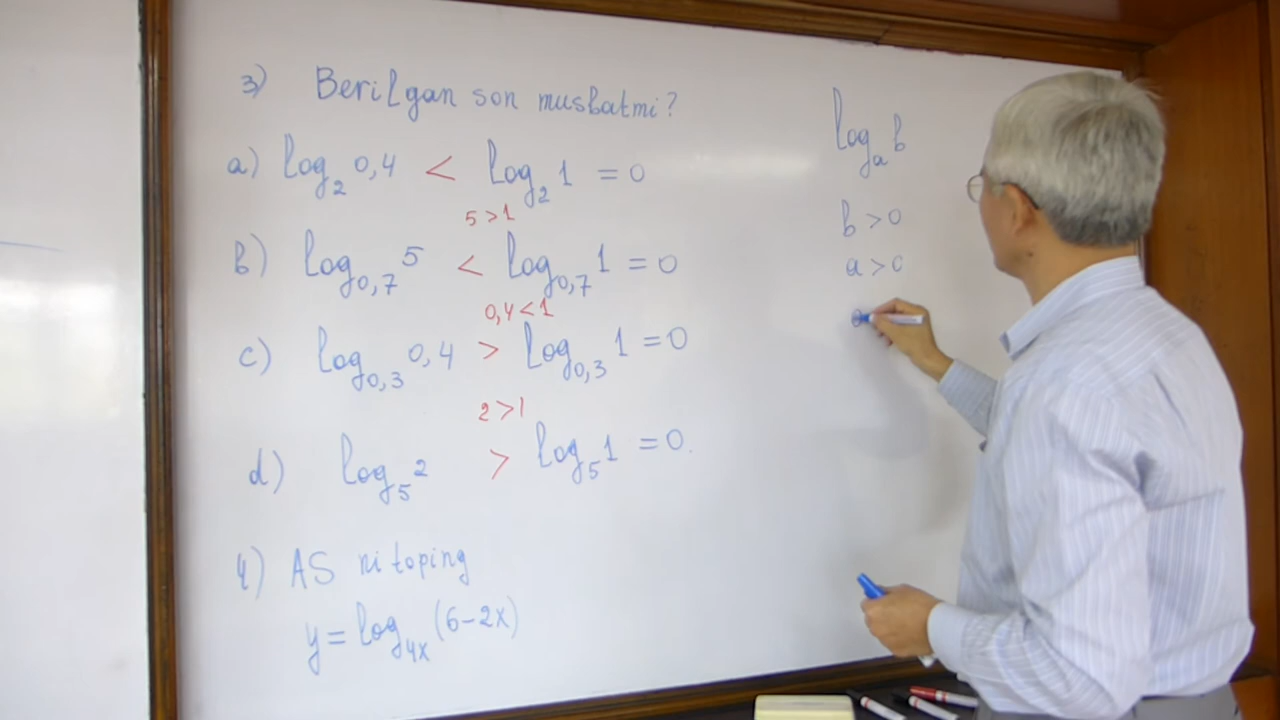 3) Berilgan son musbatmi?
a) log₂ 0,4 < log₂ 1 = 0
5 > 1
b) log₀,₇ 5 < log₀,₇ 1 = 0
0,4 < 1
c) log₀,₃ 0,4 > log₀,₃ 1 = 0
2 > 1
d) log₅ 2 > log₅ 1 = 0.
4) AS ni toping
y = log₄ₓ (6 - 2x)
logₐ b
b > 0
a > 0